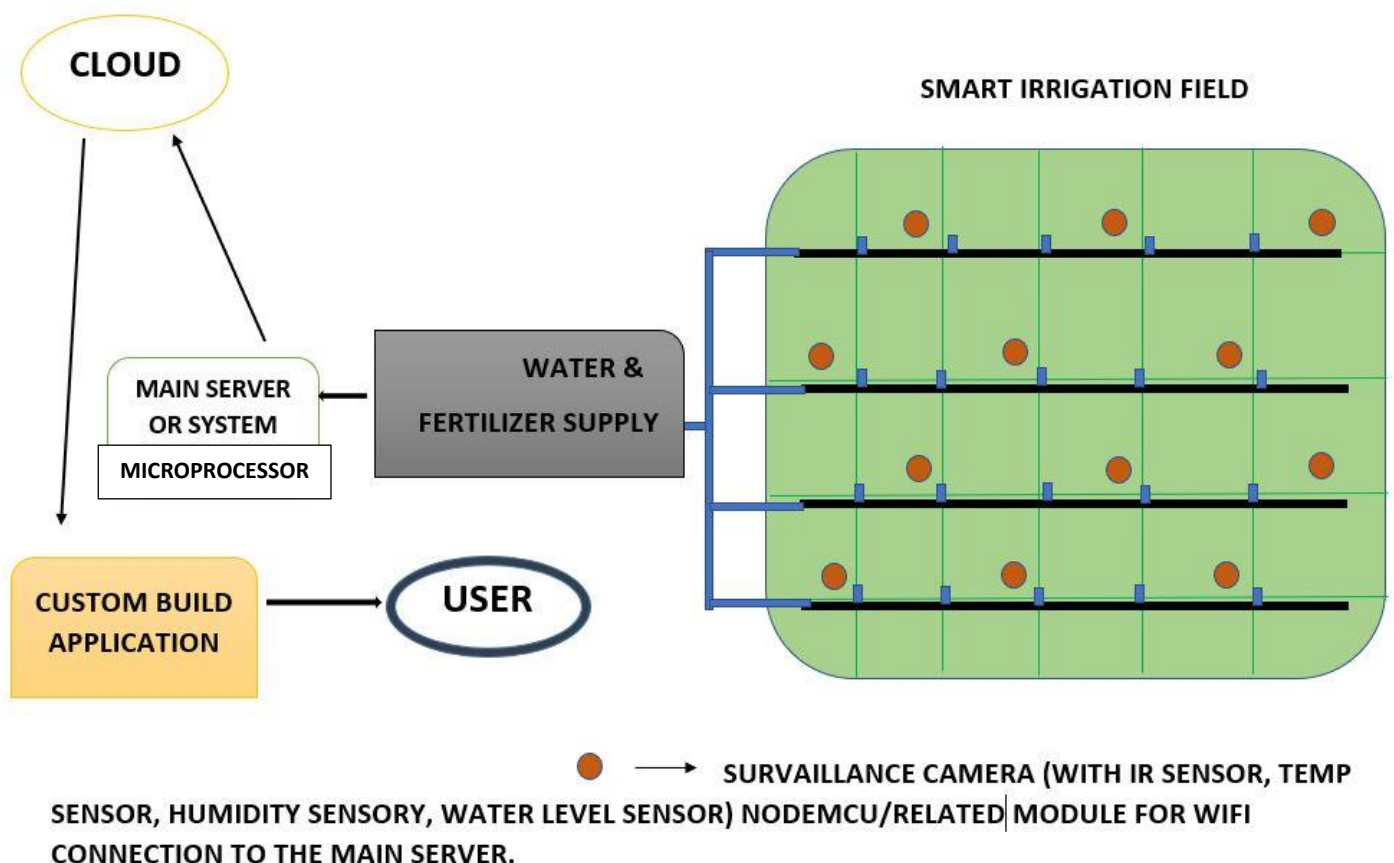 CLOUD
SMART IRRIGATION FIELD
MAIN SERVER
OR SYSTEM
MICROPROCESSOR
WATER &
FERTILIZER SUPPLY
CUSTOM BUILD
APPLICATION
USER
SURVAILLANCE CAMERA (WITH IR SENSOR, TEMP
SENSOR, HUMIDITY SENSORY, WATER LEVEL SENSOR) NODEMCU/RELATED MODULE FOR WIFI
CONNECTION TO THE MAIN SERVER.